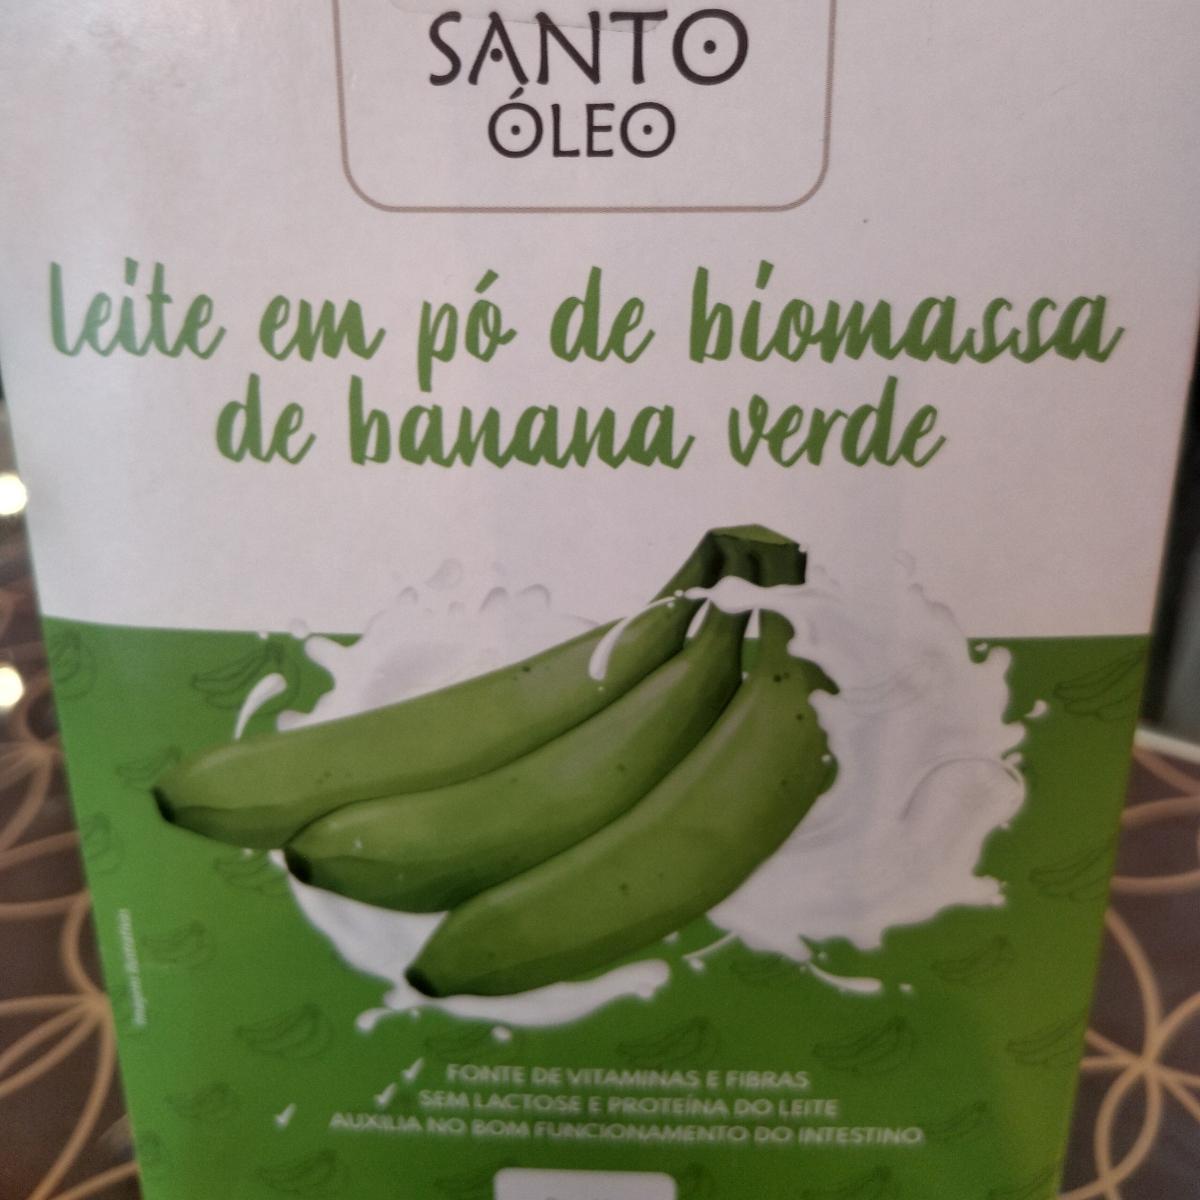 SANTO
ÓLEO
leite em pó de biomassa
de banana verde
FONTE DE VITAMINAS E FIBRAS
SEM LACTOSE E PROTEÍNA DO LEITE
AUXILIA NO BOM FUNCIONAMENTO DO INTESTINO